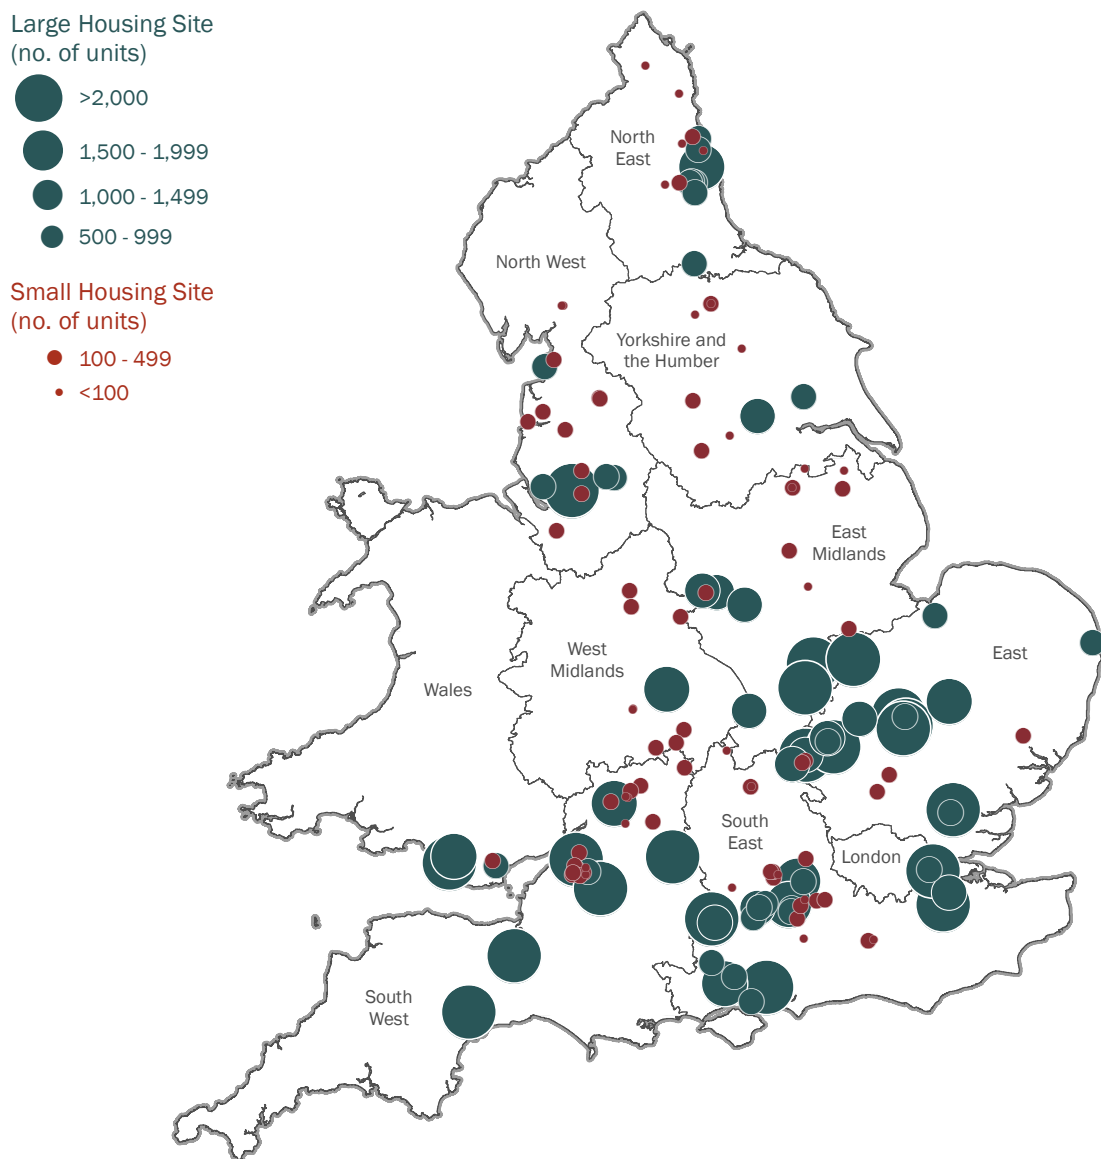 Large Housing Site
(no. of units)
>2,000
1,500 - 1,999
1,000 - 1,499
500 - 999
Small Housing Site
(no. of units)
100 - 499
<100
North
East
North West
Yorkshire and
the Humber
East
Midlands
West
Midlands
East
Wales
South
East
London
South
West